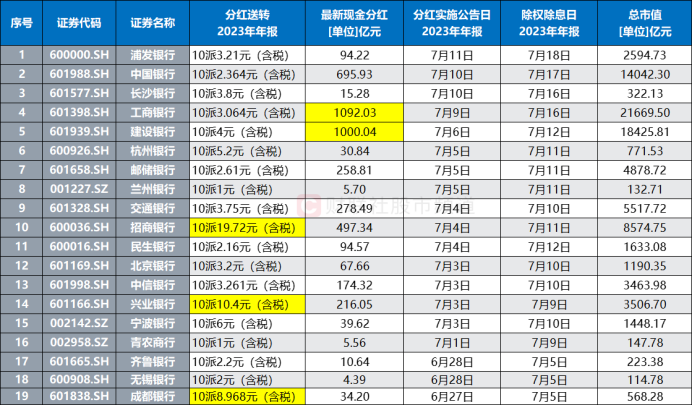 序号 证券代码 证券名称 分红送转 2023年年报 最新现金分红 [单位]亿元 分红实施公告日 2023年年报 除权除息日 2023年年报 总市值 [单位]亿元
1 600000.SH 浦发银行 10派3.21元（含税） 94.22 7月11日 7月18日 2594.73
2 601988.SH 中国银行 10派2.364元（含税） 695.93 7月10日 7月17日 14042.30
3 601577.SH 长沙银行 10派3.8元（含税） 15.28 7月10日 7月16日 322.13
4 601398.SH 工商银行 10派3.064元（含税） 1092.03 7月9日 7月16日 21669.50
5 601939.SH 建设银行 10派4元（含税） 1000.04 7月6日 7月12日 18425.81
6 600926.SH 杭州银行 10派5.2元（含税） 30.84 7月5日 7月11日 771.53
7 601658.SH 邮储银行 10派2.61元（含税） 258.81 7月5日 7月11日 4878.72
8 001227.SZ 兰州银行 10派1元（含税） 5.70 7月5日 7月11日 132.71
9 601328.SH 交通银行 10派3.75元（含税） 278.49 7月4日 7月10日 5517.72
10 600036.SH 招商银行 10派19.72元（含税） 497.34 7月4日 7月11日 8574.75
11 600016.SH 民生银行 10派2.16元（含税） 94.57 7月4日 7月11日 1633.08
12 601169.SH 北京银行 10派3.2元（含税） 67.66 7月3日 7月10日 1190.35
13 601998.SH 中信银行 10派3.261元（含税） 174.32 7月3日 7月10日 3463.98
14 601166.SH 兴业银行 10派10.4元（含税） 216.05 7月3日 7月9日 3506.70
15 002142.SZ 宁波银行 10派6元（含税） 39.62 7月3日 7月10日 1448.17
16 002958.SZ 青农商行 10派1元（含税） 5.56 7月1日 7月9日 147.78
17 601665.SH 齐鲁银行 10派2.2元（含税） 10.64 6月28日 7月5日 223.38
18 600908.SH 无锡银行 10派2元（含税） 4.39 6月28日 7月5日 114.78
19 601838.SH 成都银行 10派8.968元（含税） 34.20 6月27日 7月5日 568.28